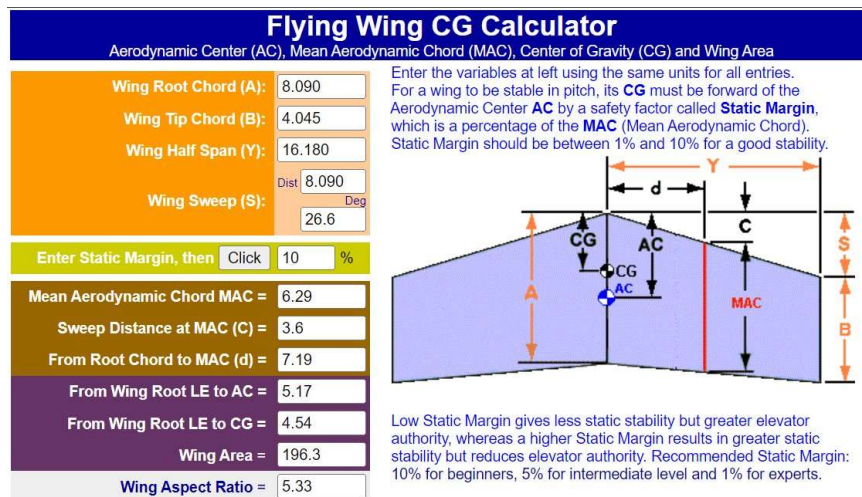 Flying Wing CG Calculator
Aerodynamic Center (AC), Mean Aerodynamic Chord (MAC), Center of Gravity (CG) and Wing Area
Wing Root Chord (A): 8.090
Wing Tip Chord (B): 4.045
Wing Half Span (Y): 16.180
Wing Sweep (S): Dist 8.090
Deg
26.6
Enter Static Margin, then Click 10 %
Mean Aerodynamic Chord MAC = 6.29
Sweep Distance at MAC (C) = 3.6
From Root Chord to MAC (d) = 7.19
From Wing Root LE to AC = 5.17
From Wing Root LE to CG = 4.54
Wing Area = 196.3
Wing Aspect Ratio = 5.33
Enter the variables at left using the same units for all entries.
For a wing to be stable in pitch, its CG must be forward of the
Aerodynamic Center AC by a safety factor called Static Margin,
which is a percentage of the MAC (Mean Aerodynamic Chord).
Static Margin should be between 1% and 10% for a good stability.
Y
d
C
S
CG
AC
CG
A
AC
MAC
B
Low Static Margin gives less static stability but greater elevator
authority, whereas a higher Static Margin results in greater static
stability but reduces elevator authority. Recommended Static Margin:
10% for beginners, 5% for intermediate level and 1% for experts.